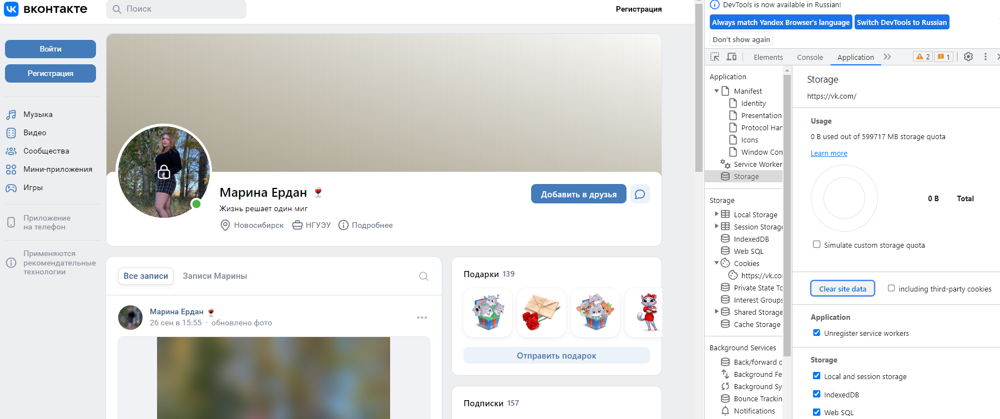 вконтакте
Поиск
Регистрация
Войти
Регистрация
Музыка
Видео
Сообщества
Мини-приложения
Игры
Приложение
на телефон
Применяются
рекомендательные
технологии
Марина Ердан
Жизнь решает один миг
Новосибирск НГУЭУ Подробнее
Добавить в друзья
Все записи Записи Марины
Марина Ердан
26 сен в 15:55 · обновлено фото
Подарки 139
Отправить подарок
Подписки 157
DevTools is now available in Russian!
Always match Yandex Browser's language Switch DevTools to Russian
Don't show again
Elements Console Application 2 1
Application
Manifest
Identity
Presentation
Protocol Han
Icons
Window Con
Service Worker
Storage
Storage
Local Storage
Session Storage
IndexedDB
Web SQL
Cookies
https://vk.co
Private State To
Interest Groups
Shared Storage
Cache Storage
Background Services
Back/forward c
Background Fe
Background Sy
Bounce Trackin
Notifications
Storage
https://vk.com/
Usage
0 B used out of 599717 MB storage quota
Learn more
0 B Total
Simulate custom storage quota
Clear site data including third-party cookies
Application
Unregister service workers
Storage
Local and session storage
IndexedDB
Web SQL